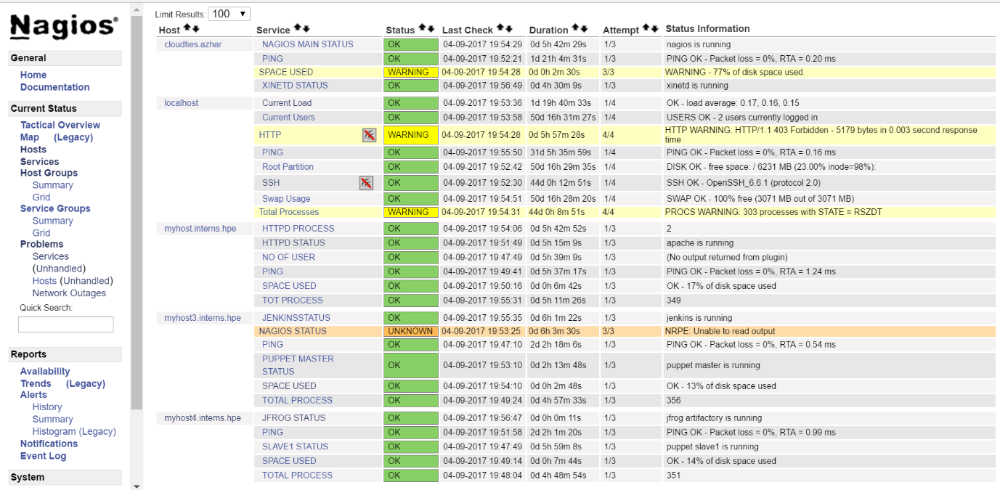 Nagios®
General
Home
Documentation
Current Status
Tactical Overview
Map (Legacy)
Hosts
Services
Host Groups
Summary
Grid
Service Groups
Summary
Grid
Problems
Services
(Unhandled)
Hosts (Unhandled)
Network Outages
Quick Search:
Reports
Availability
Trends (Legacy)
Alerts
History
Summary
Histogram (Legacy)
Notifications
Event Log
System
Limit Results: 100
Host Service Status Last Check Duration Attempt Status Information
cloudties.azhar NAGIOS MAIN STATUS OK 04-09-2017 19:54:29 0d 5h 42m 29s 1/3 nagios is running
PING OK 04-09-2017 19:52:21 1d 21h 4m 31s 1/3 PING OK - Packet loss = 0%, RTA = 0.20 ms
SPACE USED WARNING 04-09-2017 19:54:28 0d 0h 2m 30s 3/3 WARNING - 77% of disk space used.
XINETD STATUS OK 04-09-2017 19:56:49 0d 4h 30m 9s 1/3 xinetd is running
localhost Current Load OK 04-09-2017 19:53:36 1d 19h 40m 33s 1/4 OK - load average: 0.17, 0.16, 0.15
Current Users OK 04-09-2017 19:53:58 50d 16h 31m 27s 1/4 USERS OK - 2 users currently logged in
HTTP WARNING 04-09-2017 19:54:28 0d 5h 57m 28s 4/4 HTTP WARNING: HTTP/1.1 403 Forbidden - 5179 bytes in 0.003 second response
time
PING OK 04-09-2017 19:55:50 31d 5h 35m 59s 1/4 PING OK - Packet loss = 0%, RTA = 0.16 ms
Root Partition OK 04-09-2017 19:52:42 50d 16h 29m 35s 1/4 DISK OK - free space: / 6231 MB (23.00% inode=98%):
SSH OK 04-09-2017 19:52:30 44d 0h 12m 51s 1/4 SSH OK - OpenSSH_6.6.1 (protocol 2.0)
Swap Usage OK 04-09-2017 19:54:51 50d 16h 28m 20s 1/4 SWAP OK - 100% free (3071 MB out of 3071 MB)
Total Processes WARNING 04-09-2017 19:54:31 44d 0h 8m 51s 4/4 PROCS WARNING: 303 processes with STATE = RSZDT
myhost.interns.hpe HTTPD PROCESS OK 04-09-2017 19:54:06 0d 5h 42m 52s 1/3 2
HTTPD STATUS OK 04-09-2017 19:51:49 0d 5h 15m 9s 1/3 apache is running
NO OF USER OK 04-09-2017 19:47:49 0d 5h 39m 9s 1/3 (No output returned from plugin)
PING OK 04-09-2017 19:49:41 0d 5h 37m 17s 1/3 PING OK - Packet loss = 0%, RTA = 1.24 ms
SPACE USED OK 04-09-2017 19:50:16 0d 0h 6m 42s 1/3 OK - 17% of disk space used
TOT PROCESS OK 04-09-2017 19:55:31 0d 5h 11m 26s 1/3 349
myhost3.interns.hpe JENKINSSTATUS OK 04-09-2017 19:55:35 0d 6h 1m 22s 1/3 jenkins is running
NAGIOS STATUS UNKNOWN 04-09-2017 19:53:25 0d 6h 3m 30s 3/3 NRPE: Unable to read output
PING OK 04-09-2017 19:47:10 2d 2h 18m 6s 1/3 PING OK - Packet loss = 0%, RTA = 0.54 ms
PUPPET MASTER
STATUS OK 04-09-2017 19:53:10 0d 2h 13m 48s 1/3 puppet master is running
SPACE USED OK 04-09-2017 19:54:10 0d 0h 2m 48s 1/3 OK - 13% of disk space used
TOTAL PROCESS OK 04-09-2017 19:49:24 0d 4h 57m 33s 1/3 356
myhost4.interns.hpe JFROG STATUS OK 04-09-2017 19:56:47 0d 0h 0m 11s 1/3 jfrog artifactory is running
PING OK 04-09-2017 19:51:58 2d 2h 1m 20s 1/3 PING OK - Packet loss = 0%, RTA = 0.99 ms
SLAVE1 STATUS OK 04-09-2017 19:47:49 0d 5h 59m 8s 1/3 puppet slave1 is running
SPACE USED OK 04-09-2017 19:49:14 0d 0h 7m 44s 1/3 OK - 14% of disk space used
TOTAL PROCESS OK 04-09-2017 19:48:04 0d 4h 48m 54s 1/3 351